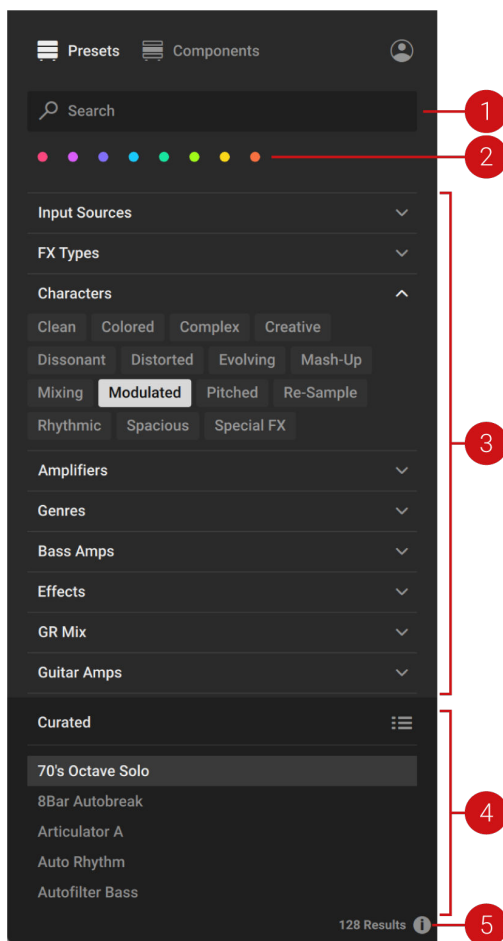 Presets Components
Search
1
2
Input Sources
FX Types
Characters
Clean Colored Complex Creative
Dissonant Distorted Evolving Mash-Up
Mixing Modulated Pitched Re-Sample
Rhythmic Spacious Special FX
3
Amplifiers
Genres
Bass Amps
Effects
GR Mix
Guitar Amps
Curated
70's Octave Solo
8Bar Autobreak
4
Articulator A
Auto Rhythm
Autofilter Bass
128 Results i 5